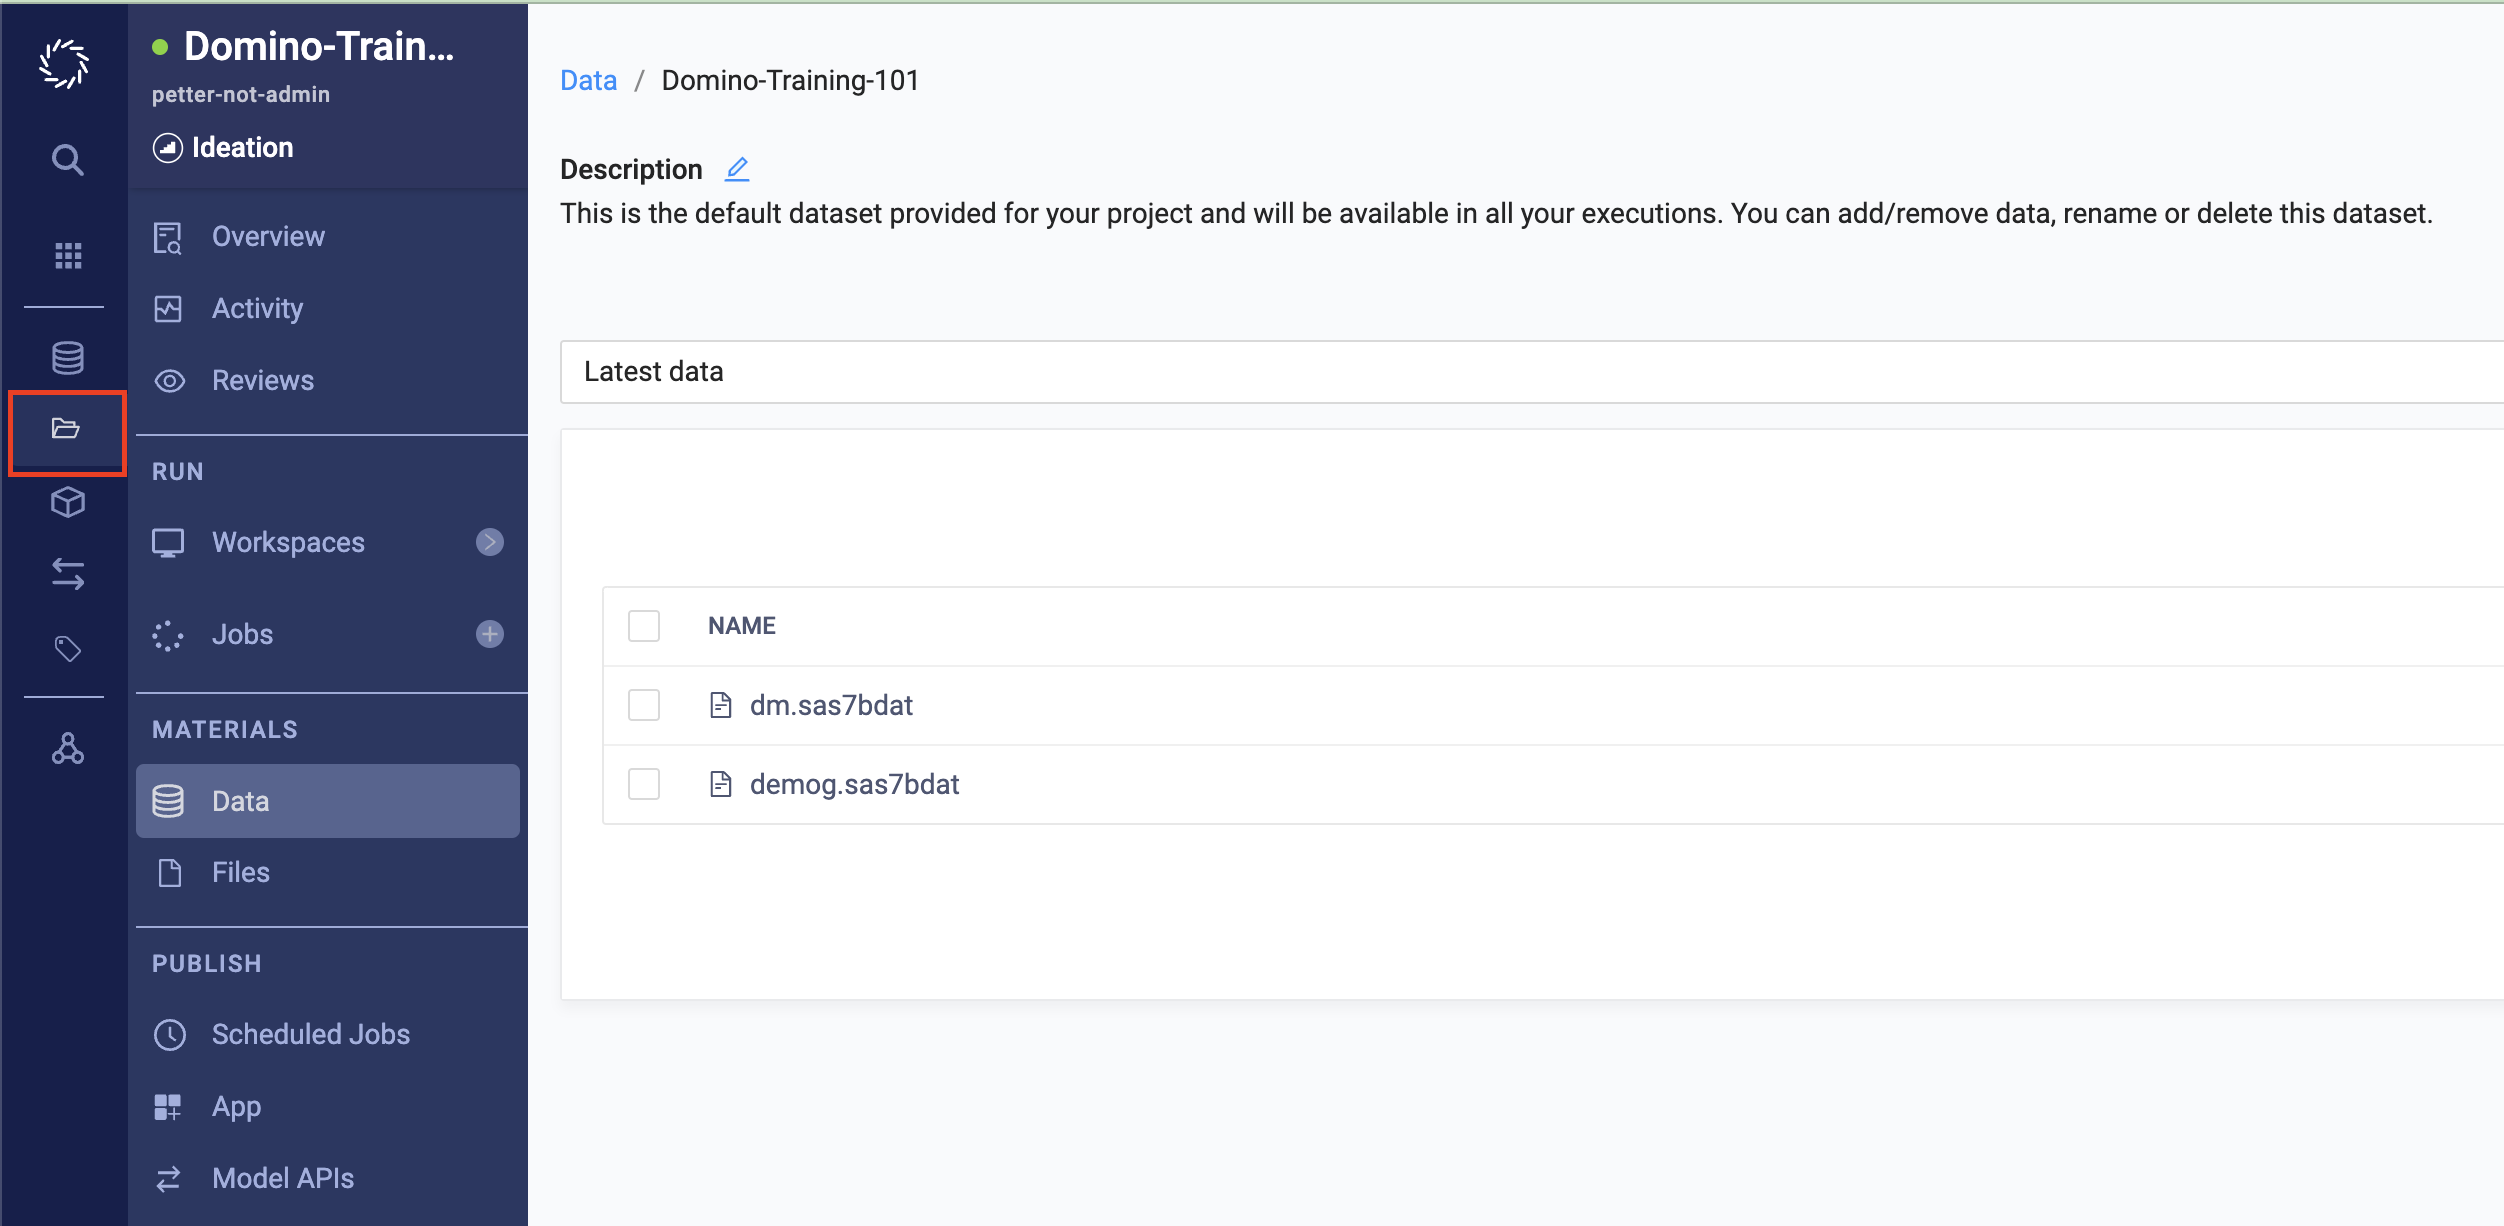 Domino-Train...
petter-not-admin
Ideation
Overview
Activity
Reviews
RUN
Workspaces
Jobs
MATERIALS
Data
Files
PUBLISH
Scheduled Jobs
App
Model APIs
Data / Domino-Training-101
Description
This is the default dataset provided for your project and will be available in all your executions. You can add/remove data, rename or delete this dataset.
Latest data
NAME
dm.sas7bdat
demog.sas7bdat